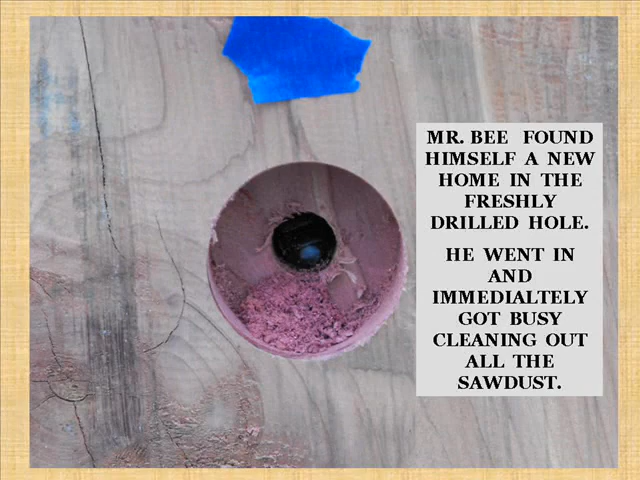 MR. BEE FOUND
HIMSELF A NEW
HOME IN THE
FRESHLY
DRILLED HOLE.
HE WENT IN
AND
IMMEDIALTELY
GOT BUSY
CLEANING OUT
ALL THE
SAWDUST.